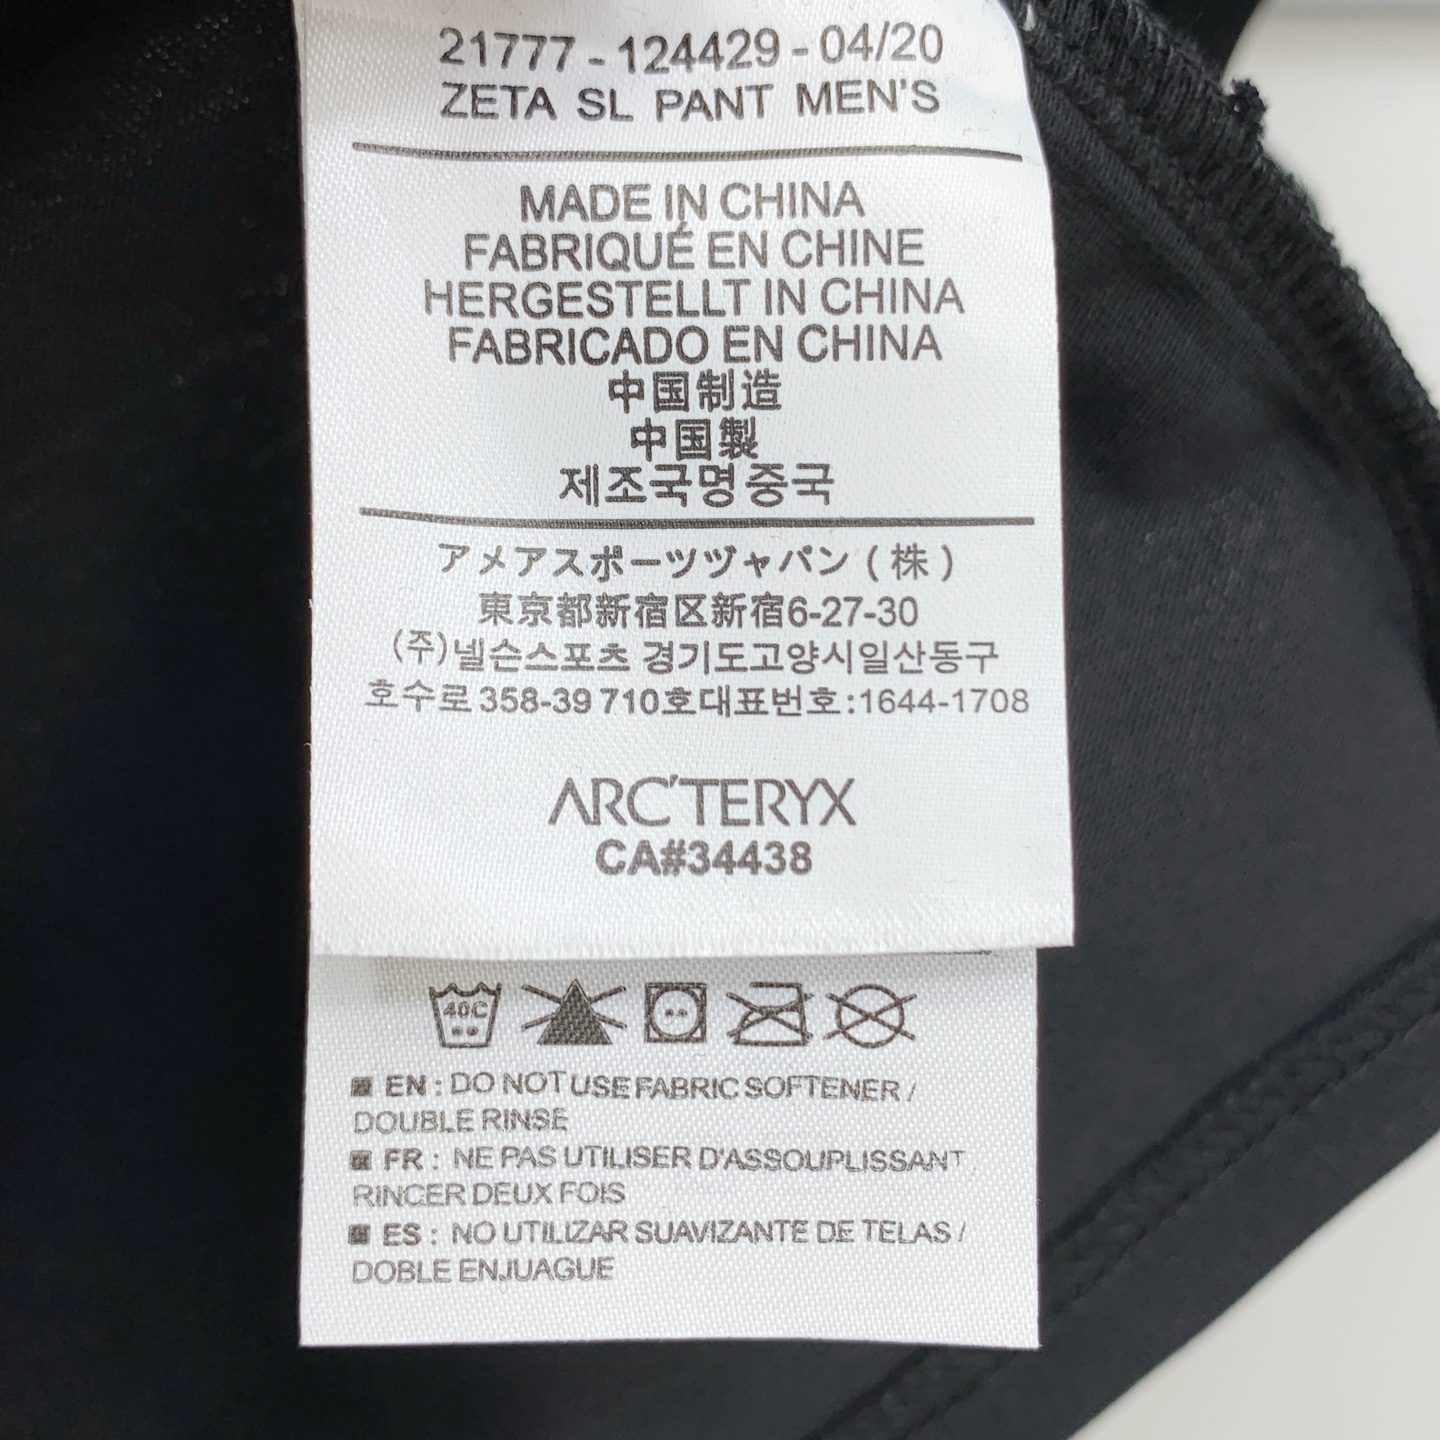 21777 - 124429 - 04/20
ZETA SL PANT MEN'S
MADE IN CHINA
FABRIQUÉ EN CHINE
HERGESTELLT IN CHINA
FABRICADO EN CHINA
中国制造
中国製
제조국명중국
アメアスポーツヅャパン ( 株 )
東京都新宿区新宿6-27-30
(주)넬슨스포츠 경기도고양시일산동구
호수로 358-39 710호대표번호:1644-1708
ARC'TERYX
CA#34438
40C
■ EN : DO NOT USE FABRIC SOFTENER /
DOUBLE RINSE
■ FR : NE PAS UTILISER D'ASSOUPLISSANT
RINCER DEUX FOIS
■ ES : NO UTILIZAR SUAVIZANTE DE TELAS /
DOBLE ENJUAGUE